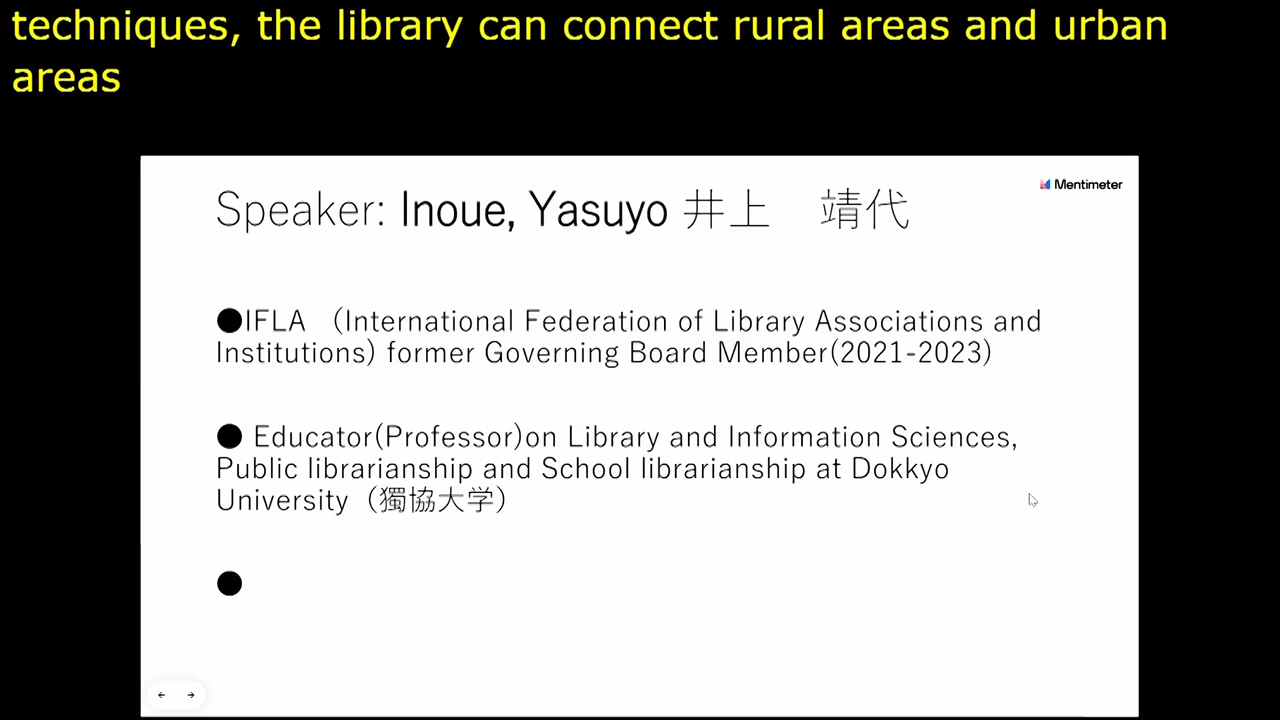 techniques, the library can connect rural areas and urban
areas
Mentimeter
Speaker: Inoue, Yasuyo 井上　靖代
●IFLA （International Federation of Library Associations and
Institutions) former Governing Board Member(2021-2023)
● Educator(Professor)on Library and Information Sciences,
Public librarianship and School librarianship at Dokkyo
University（獨協大学）
●